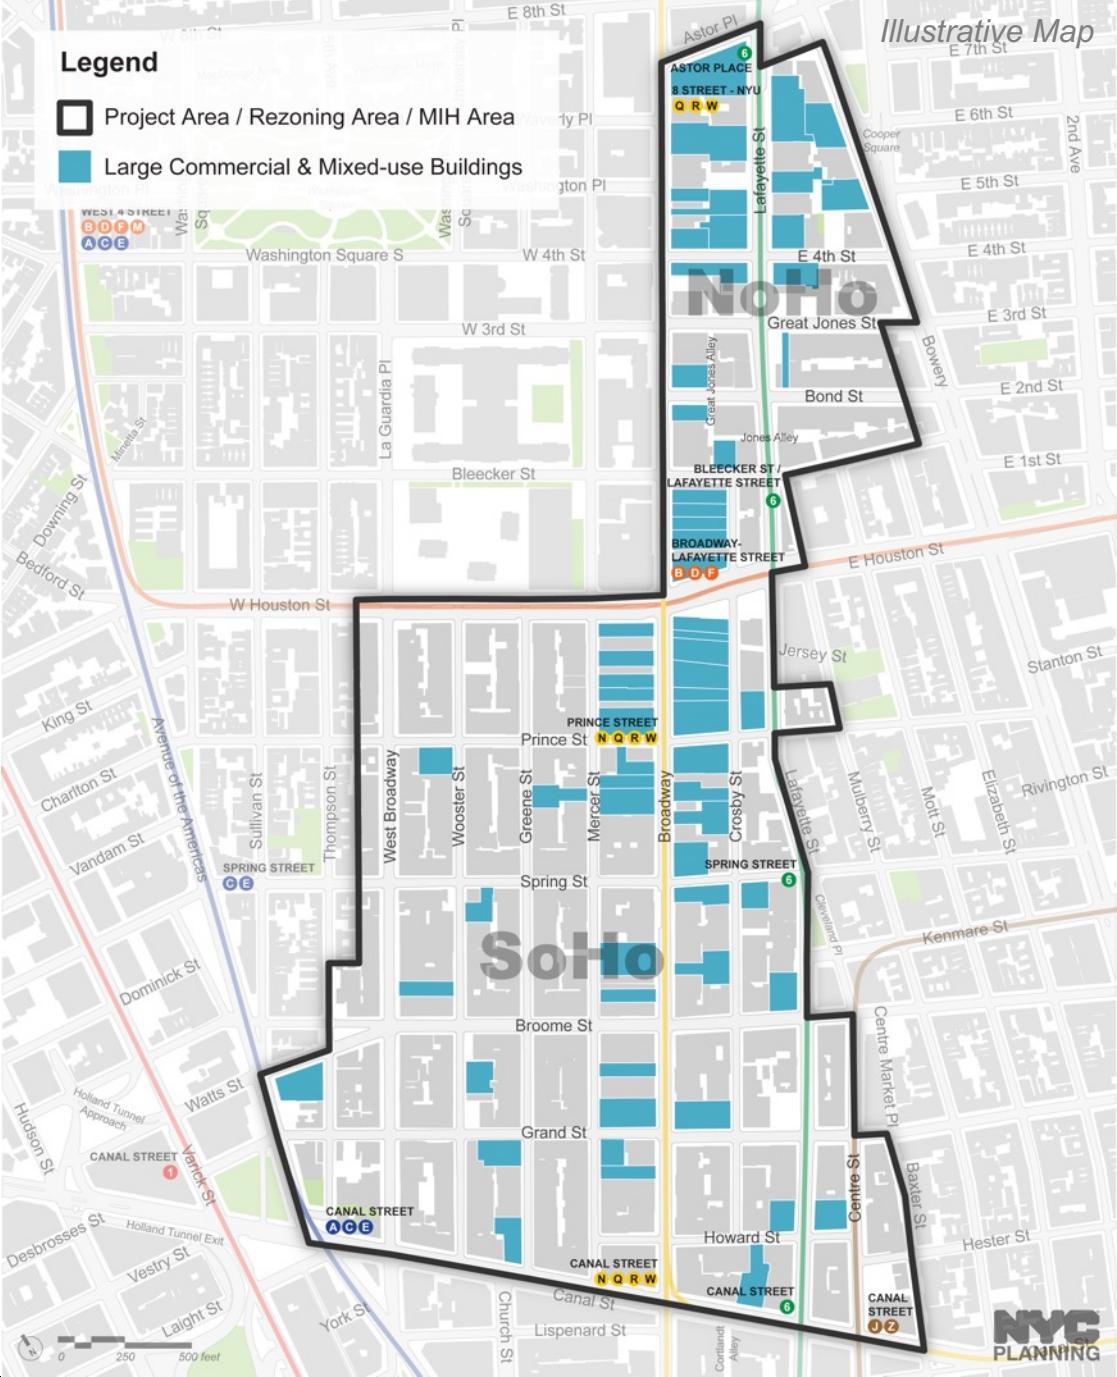 Illustrative Map
Legend
Project Area / Rezoning Area / MIH Area
Large Commercial & Mixed-use Buildings
E 8th St
Astor Pl
E 7th St
ASTOR PLACE
6
8 STREET - NYU
Q R W
E 6th St
2nd Ave
Cooper
Square
Lafayette St
E 5th St
WEST 4 STREET
B D F M
A C E
Washington Square S
W 4th St
E 4th St
E 4th St
NoHo
W 3rd St
Great Jones St
E 3rd St
La Guardia Pl
Great Jones Alley
Bowery
E 2nd St
Bond St
Minetta St
Jones Alley
E 1st St
Bleecker St
BLEECKER ST /
LAFAYETTE STREET
6
Downing St
BROADWAY-
LAFAYETTE STREET
B D F
E Houston St
Bedford St
W Houston St
Jersey St
Stanton St
King St
PRINCE STREET
N Q R W
Prince St
Avenue of the Americas
Sullivan St
Thompson St
West Broadway
Wooster St
Greene St
Mercer St
Broadway
Crosby St
Lafayette St
Mulberry St
Mott St
Elizabeth St
Rivington St
Charlton St
Vandam St
SPRING STREET
C E
SPRING STREET
6
Spring St
Cleveland Pl
Kenmare St
SoHo
Dominick St
Broome St
Centre Market Pl
Watts St
Holland Tunnel
Approach
Hudson St
Grand St
CANAL STREET
1
Varick St
Centre St
Baxter St
CANAL STREET
A C E
Desbrosses St
Holland Tunnel Exit
Howard St
Hester St
Vestry St
CANAL STREET
N Q R W
CANAL STREET
6
CANAL
STREET
J Z
Canal St
Laight St
York St
Church St
Lispenard St
Cortlandt
Alley
N
0 250 500 feet
NYC
PLANNING